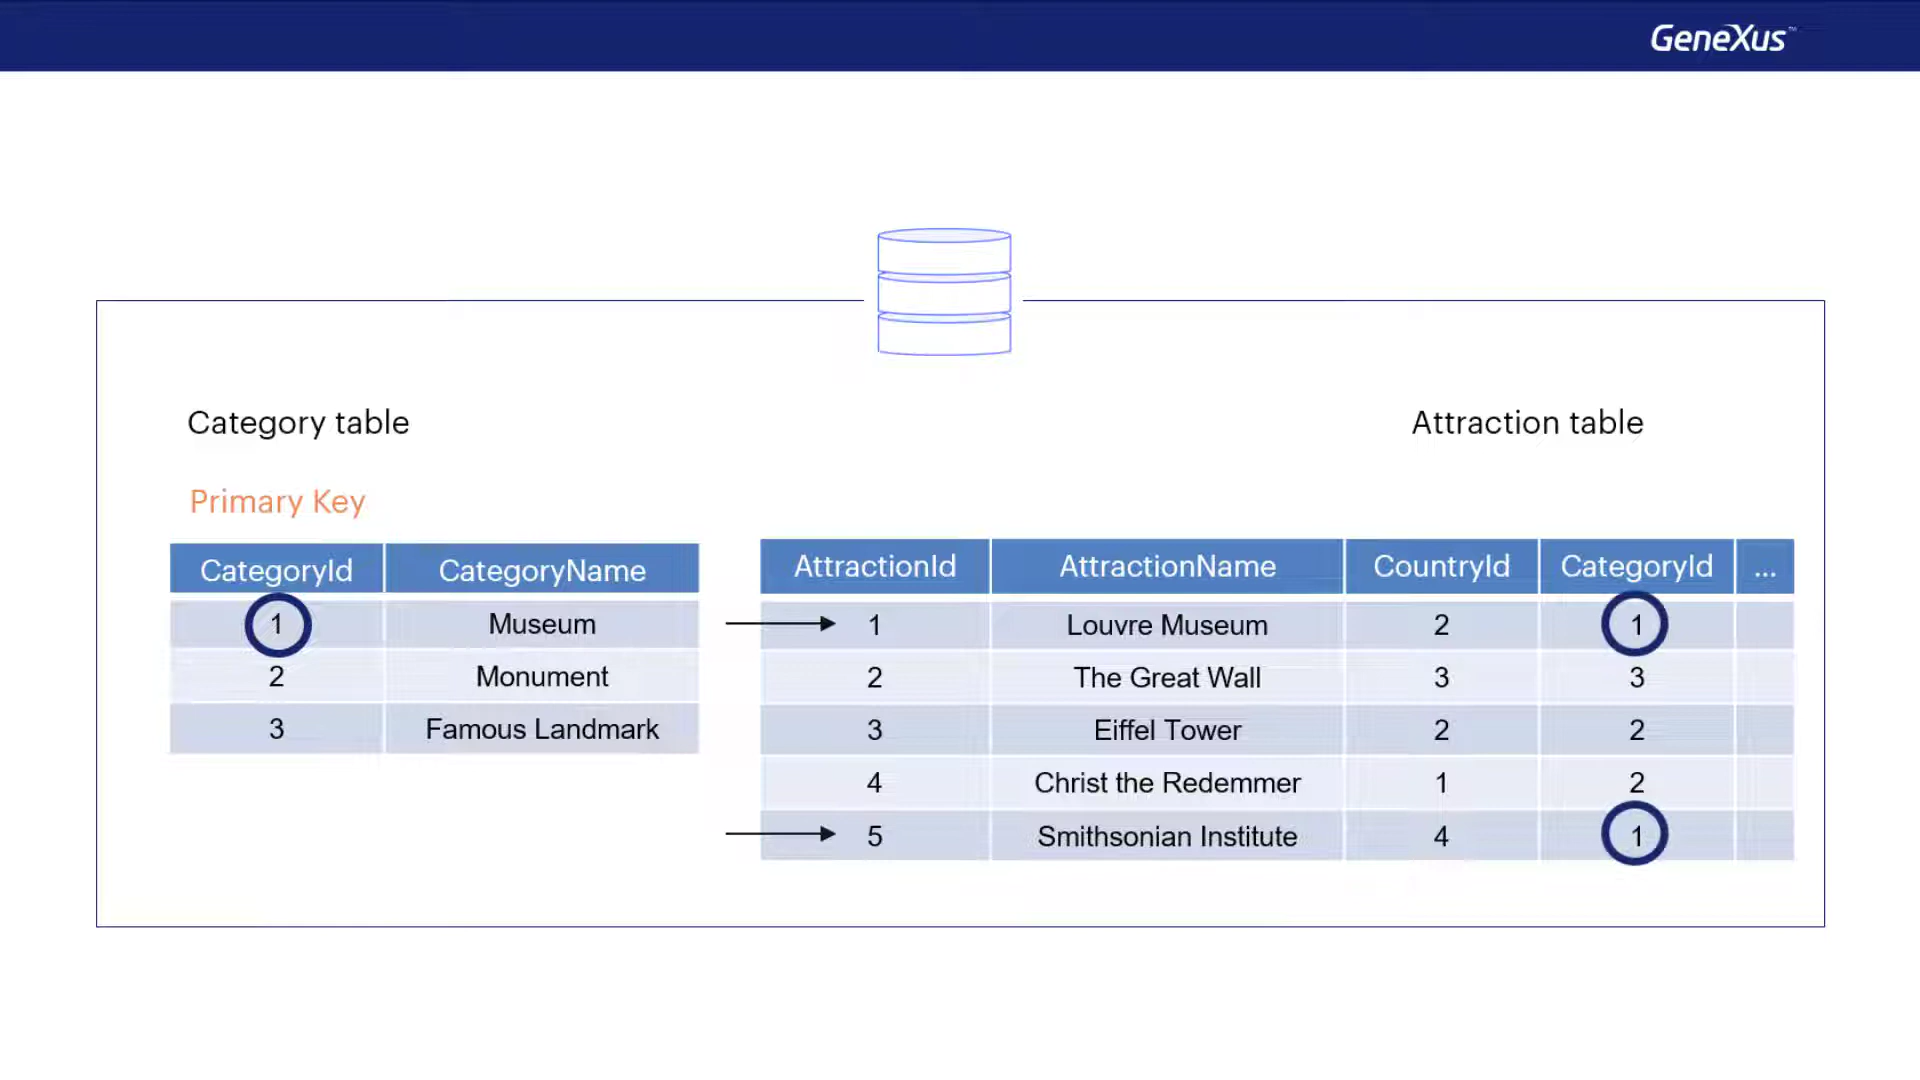 GeneXus™
Category table
Attraction table
Primary Key
CategoryId CategoryName
1 Museum
2 Monument
3 Famous Landmark
AttractionId AttractionName CountryId CategoryId ...
1 Louvre Museum 2 1
2 The Great Wall 3 3
3 Eiffel Tower 2 2
4 Christ the Redemmer 1 2
5 Smithsonian Institute 4 1